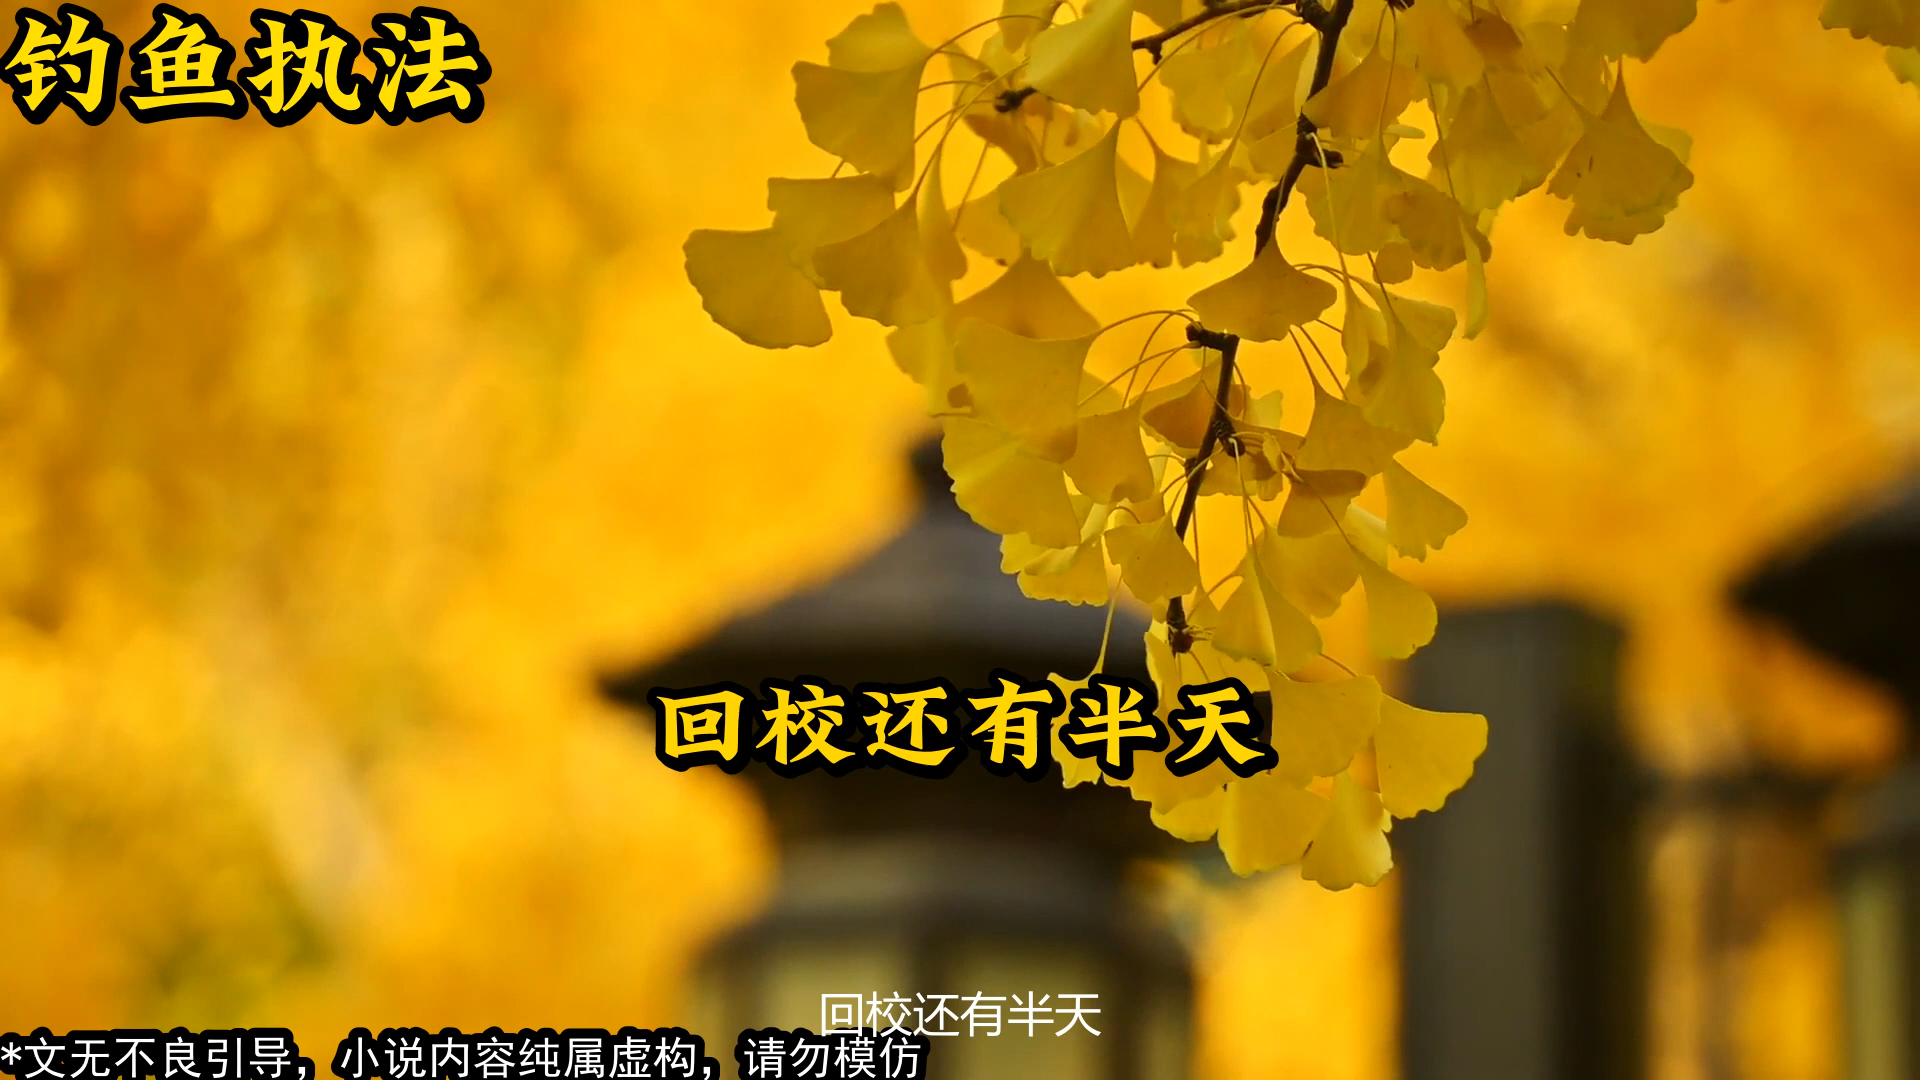 钓鱼执法
回校还有半天
回校还有半天
*文无不良引导，小说内容纯属虚构，请勿模仿